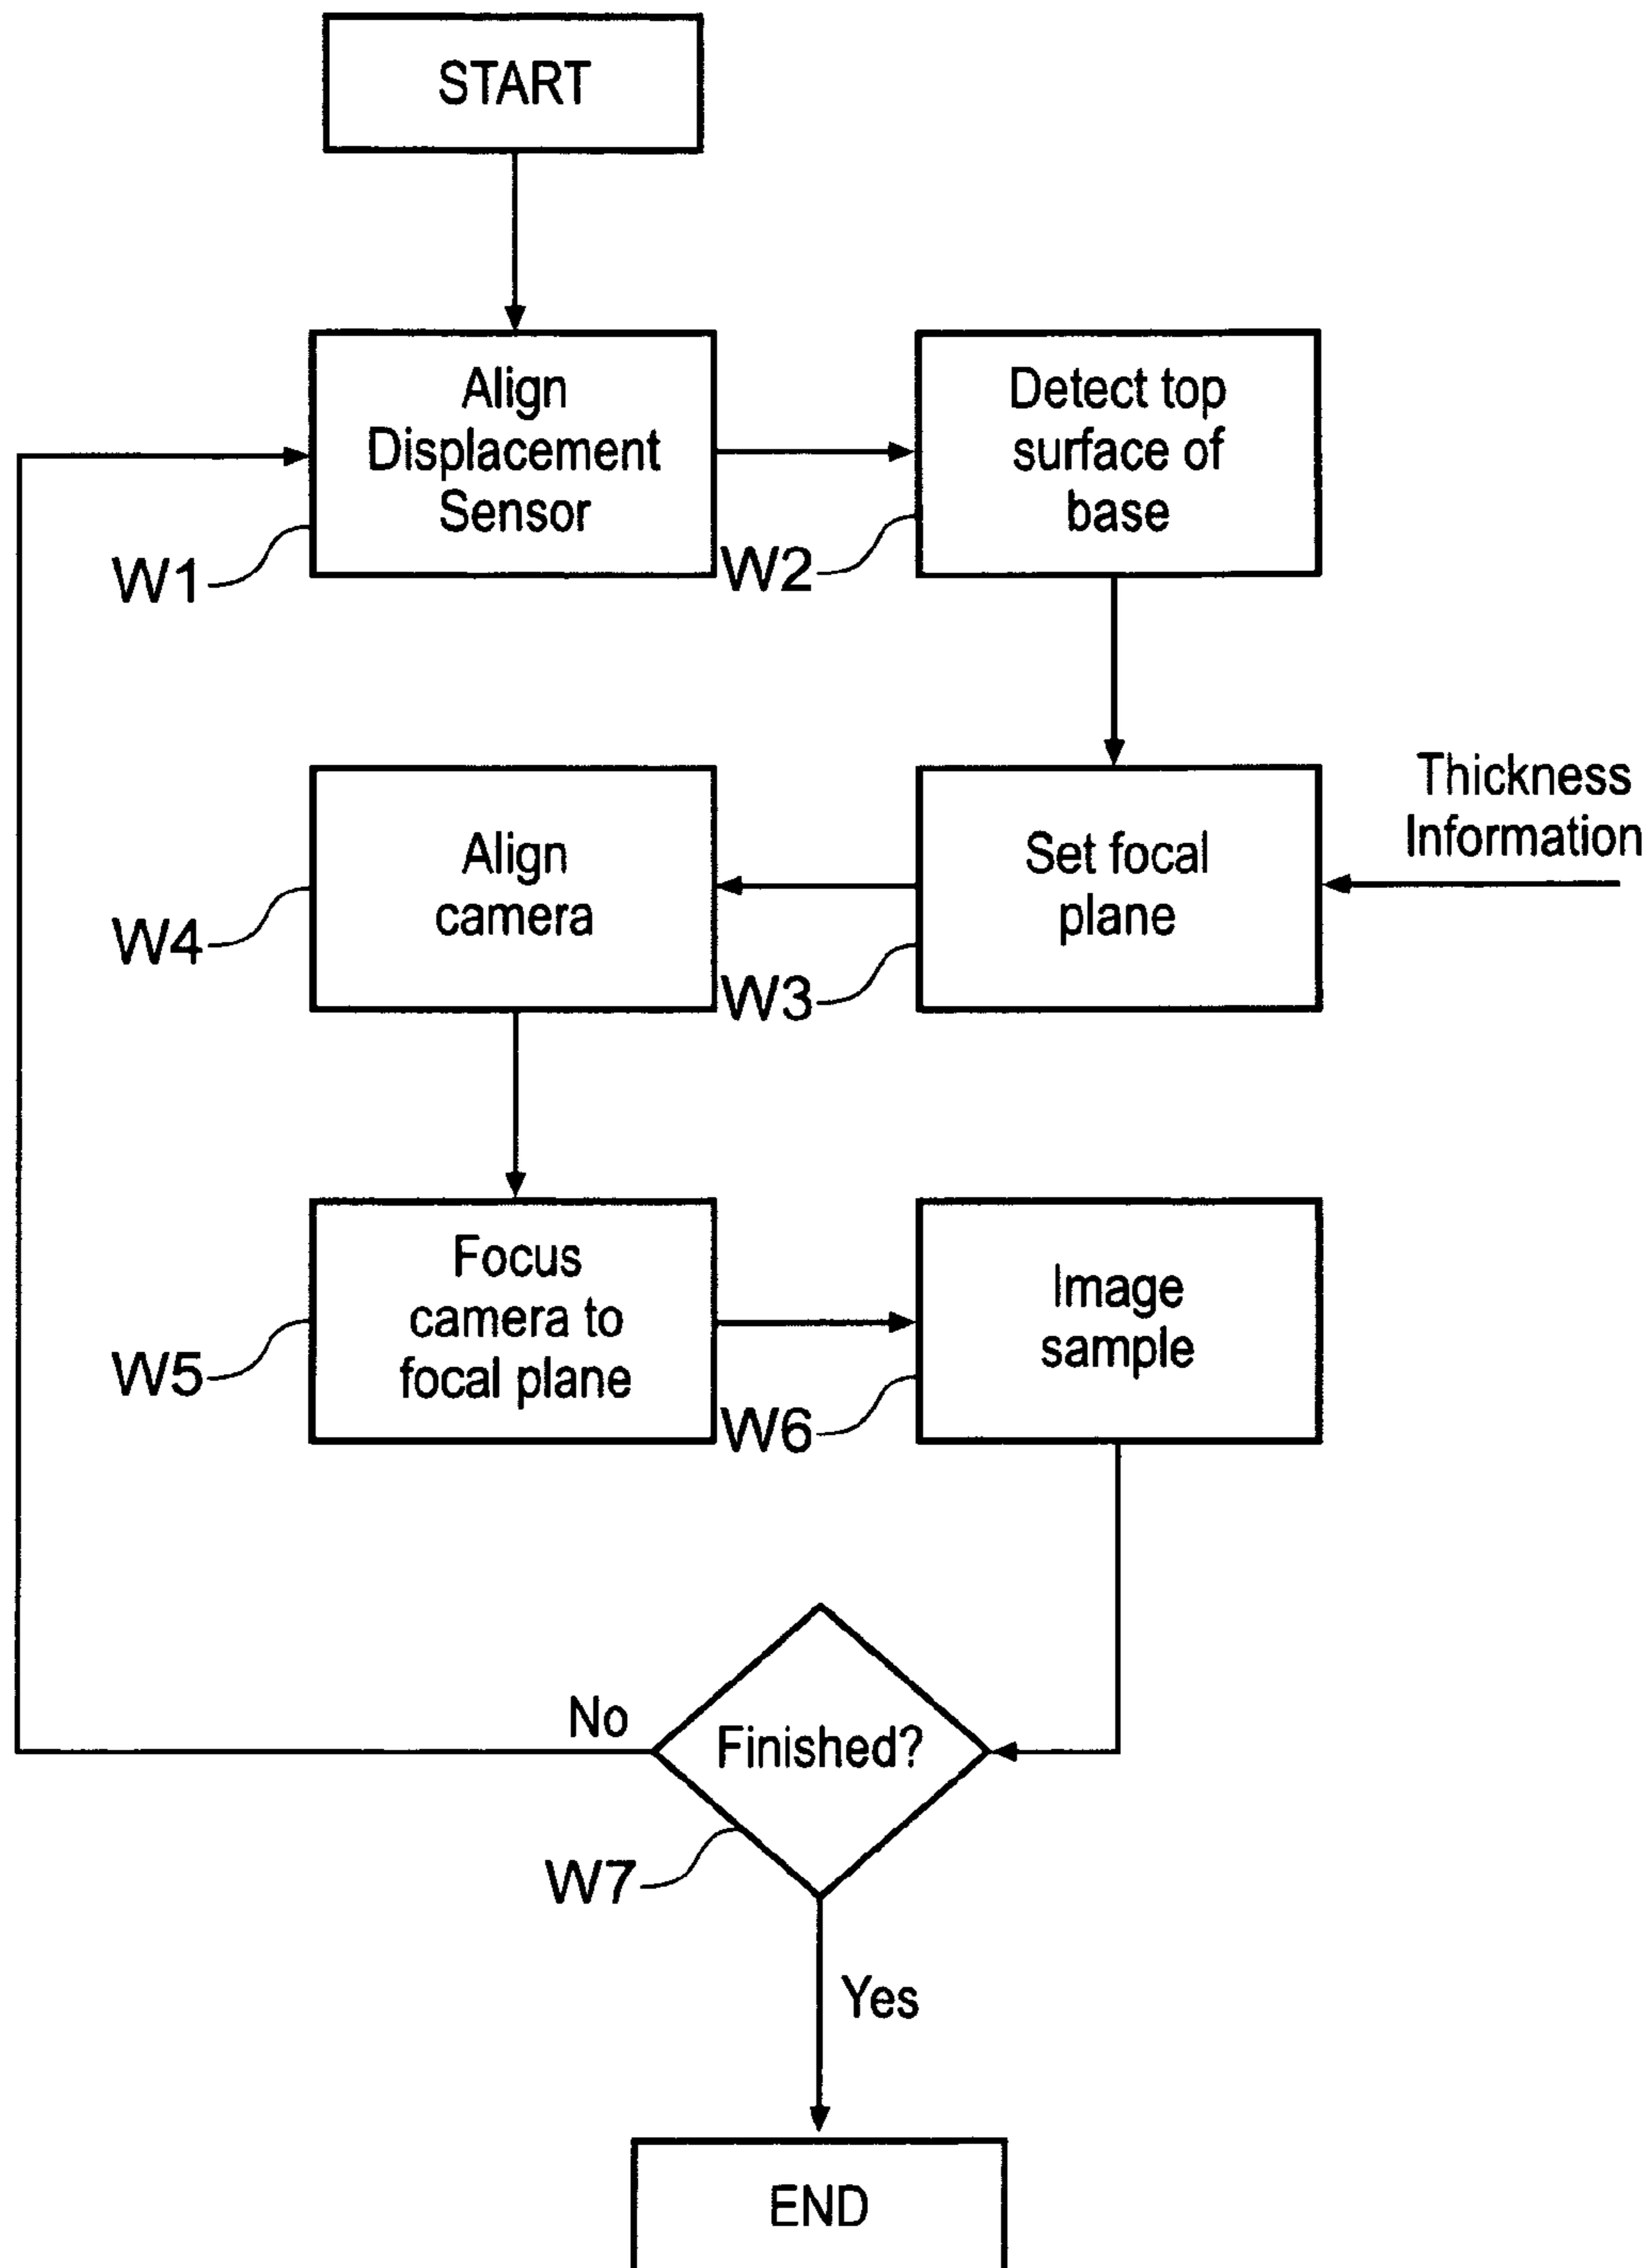 START
Align
Displacement
Sensor
W1
Detect top
surface of
base
W2
Thickness
Information
Set focal
plane
W3
Align
camera
W4
Focus
camera to
focal plane
W5
Image
sample
W6
No
Finished?
W7
Yes
END